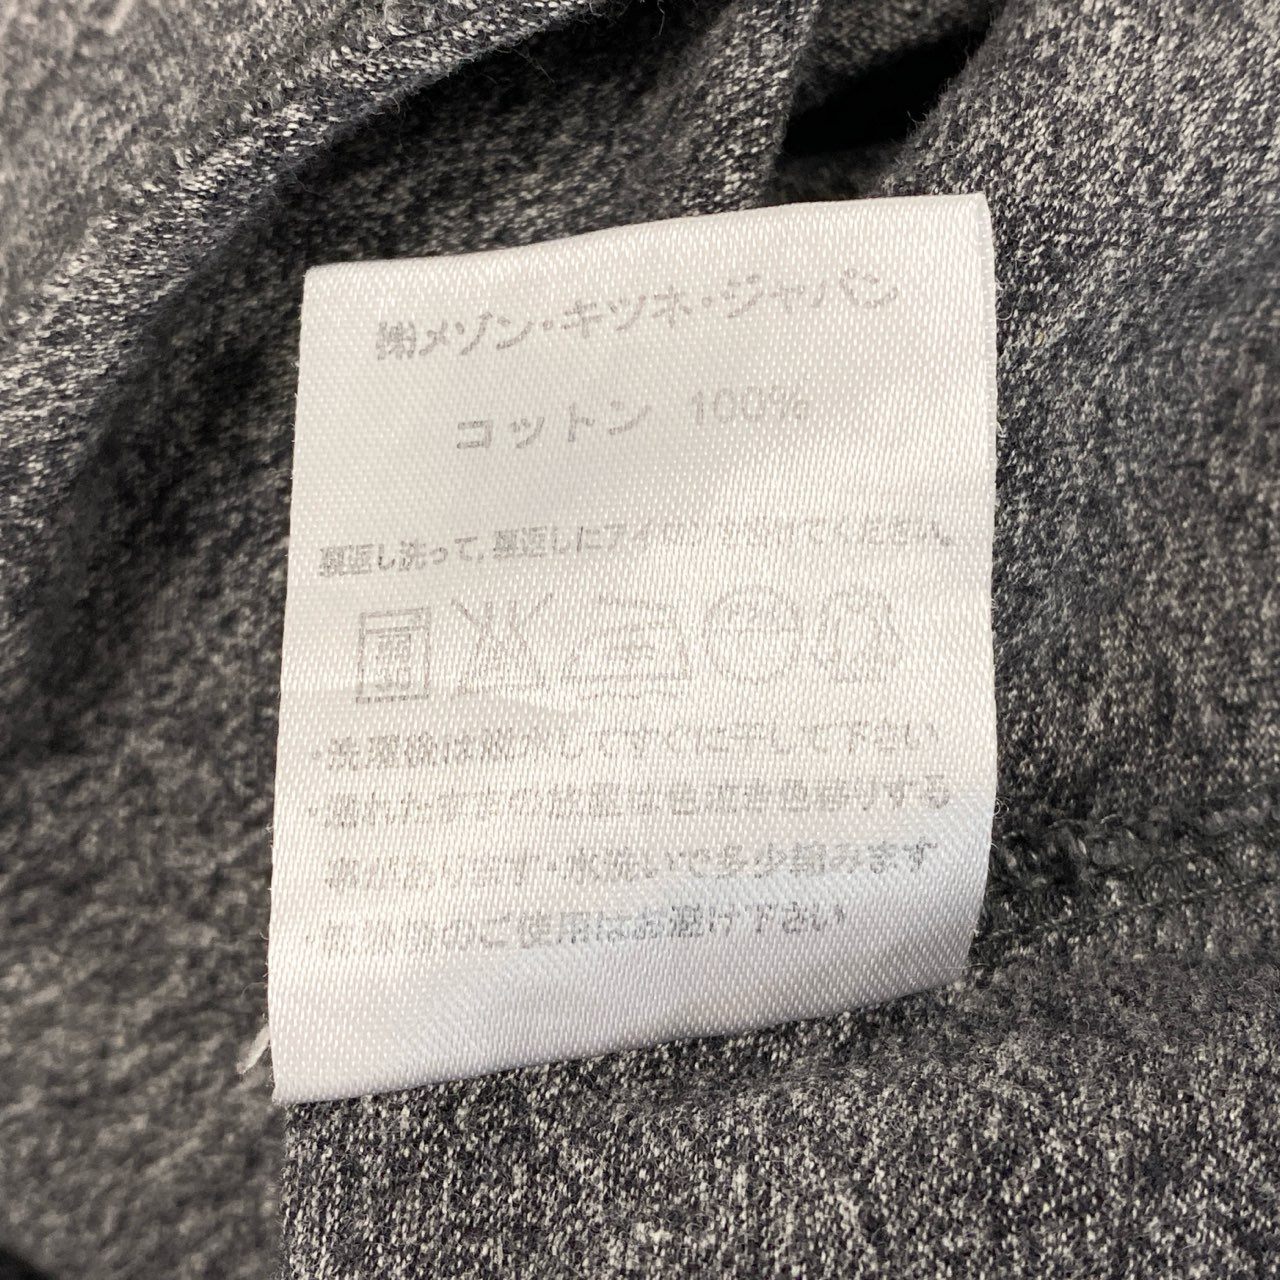 ㈱メゾン・キツネ・ジャパン
コットン 100%
裏返し洗って,裏返しにアイロンをかけてください。
・洗濯後は形を直してすぐに干して下さい
・濡れたままの放置は色泣き色移りする
事があります・水洗いで多少縮みます
・乾燥機のご使用はお避け下さい